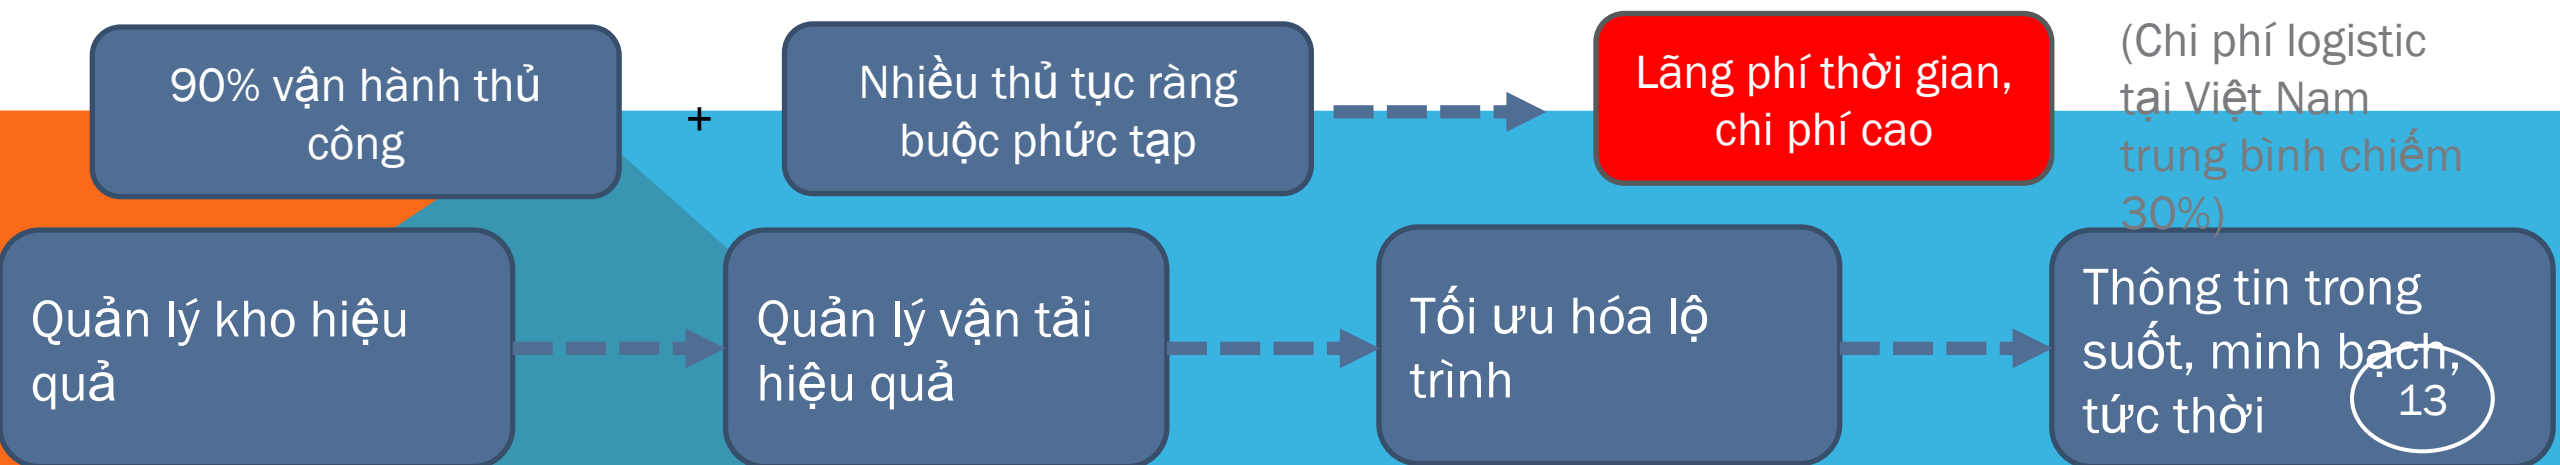 90% vận hành thủ
công
+
Nhiều thủ tục ràng
buộc phức tạp
Lãng phí thời gian,
chi phí cao
(Chi phí logistic
tại Việt Nam
trung bình chiếm
30%)
Quản lý kho hiệu
quả
Quản lý vận tải
hiệu quả
Tối ưu hóa lộ
trình
Thông tin trong
suốt, minh bạch,
tức thời
13